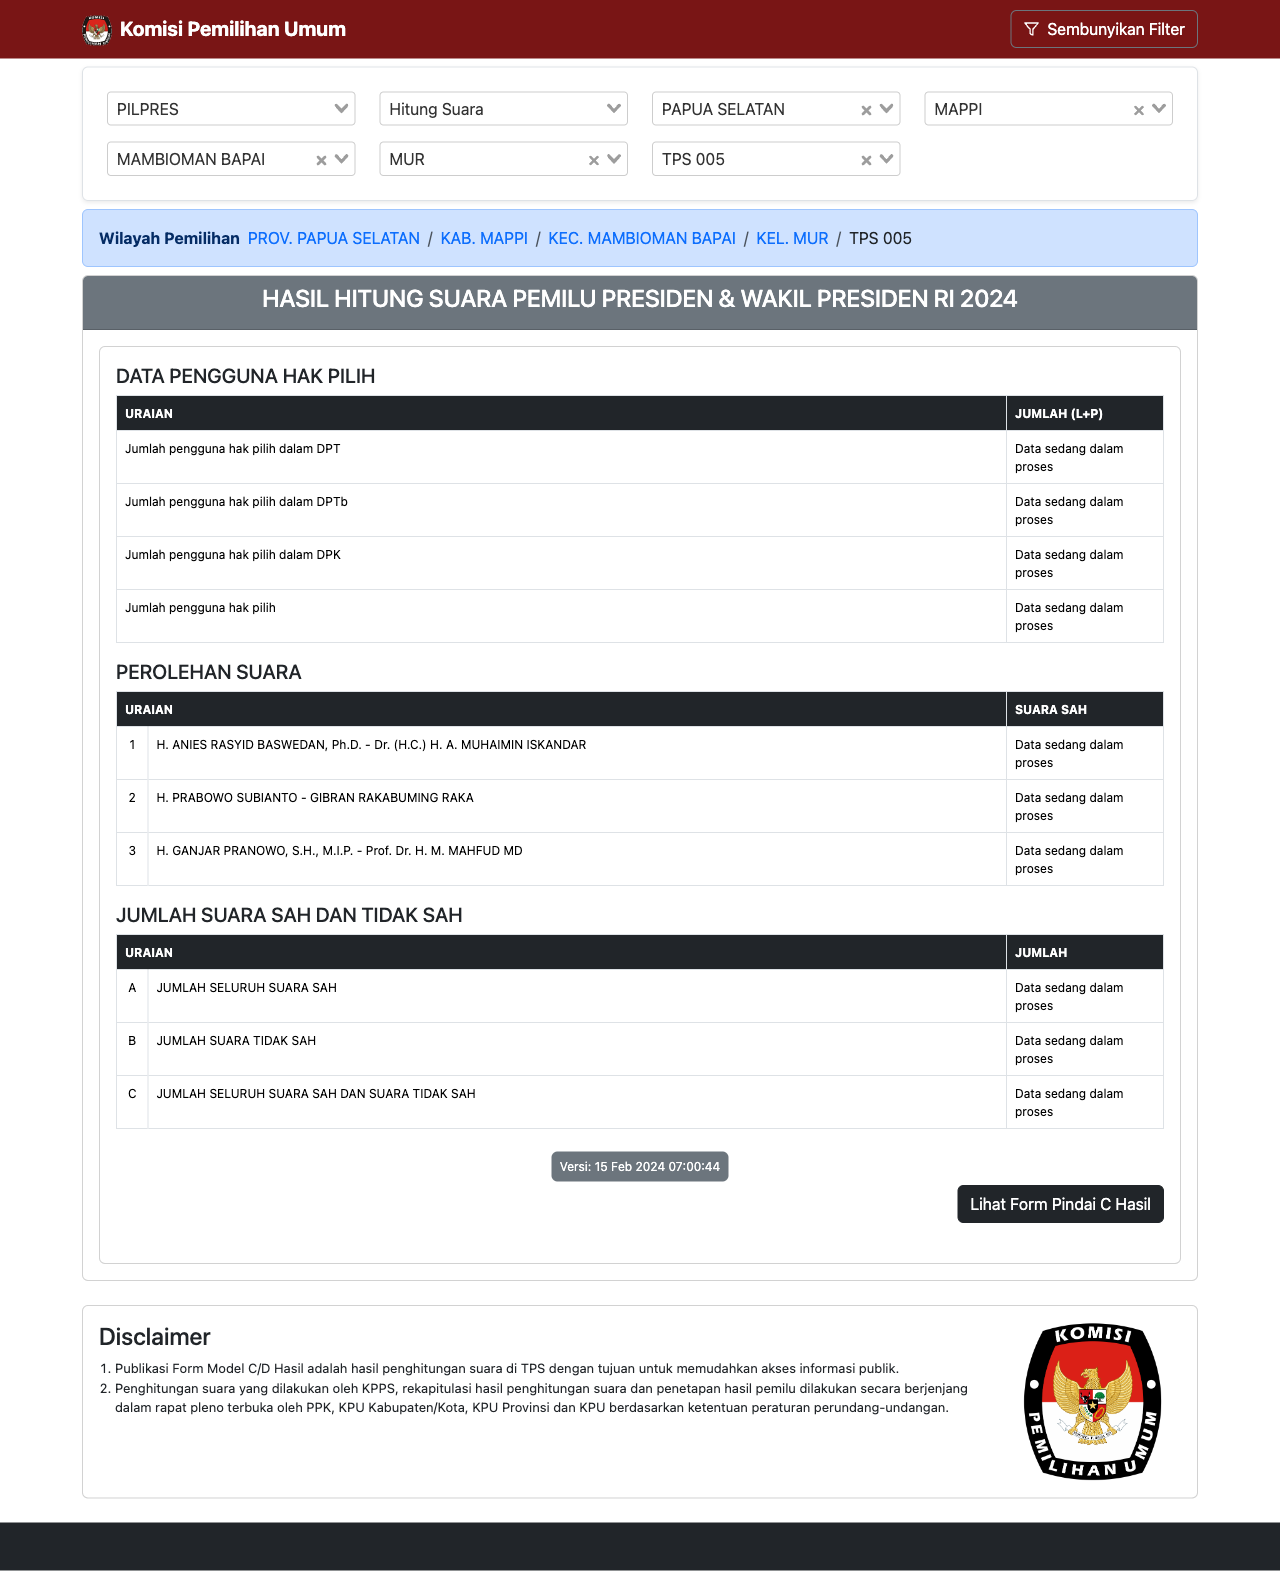 Komisi Pemilihan Umum
Sembunyikan Filter
PILPRES
Hitung Suara
PAPUA SELATAN
MAPPI
MAMBIOMAN BAPAI
MUR
TPS 005
Wilayah Pemilihan PROV. PAPUA SELATAN / KAB. MAPPI / KEC. MAMBIOMAN BAPAI / KEL. MUR / TPS 005
HASIL HITUNG SUARA PEMILU PRESIDEN & WAKIL PRESIDEN RI 2024
DATA PENGGUNA HAK PILIH
URAIAN JUMLAH (L+P)
Jumlah pengguna hak pilih dalam DPT Data sedang dalam
proses
Jumlah pengguna hak pilih dalam DPTb Data sedang dalam
proses
Jumlah pengguna hak pilih dalam DPK Data sedang dalam
proses
Jumlah pengguna hak pilih Data sedang dalam
proses
PEROLEHAN SUARA
URAIAN SUARA SAH
1 H. ANIES RASYID BASWEDAN, Ph.D. - Dr. (H.C.) H. A. MUHAIMIN ISKANDAR Data sedang dalam
proses
2 H. PRABOWO SUBIANTO - GIBRAN RAKABUMING RAKA Data sedang dalam
proses
3 H. GANJAR PRANOWO, S.H., M.I.P. - Prof. Dr. H. M. MAHFUD MD Data sedang dalam
proses
JUMLAH SUARA SAH DAN TIDAK SAH
URAIAN JUMLAH
A JUMLAH SELURUH SUARA SAH Data sedang dalam
proses
B JUMLAH SUARA TIDAK SAH Data sedang dalam
proses
C JUMLAH SELURUH SUARA SAH DAN SUARA TIDAK SAH Data sedang dalam
proses
Versi: 15 Feb 2024 07:00:44
Lihat Form Pindai C Hasil
Disclaimer
1. Publikasi Form Model C/D Hasil adalah hasil penghitungan suara di TPS dengan tujuan untuk memudahkan akses informasi publik.
2. Penghitungan suara yang dilakukan oleh KPPS, rekapitulasi hasil penghitungan suara dan penetapan hasil pemilu dilakukan secara berjenjang
dalam rapat pleno terbuka oleh PPK, KPU Kabupaten/Kota, KPU Provinsi dan KPU berdasarkan ketentuan peraturan perundang-undangan.
KOMISI
PEMILIHAN UMUM